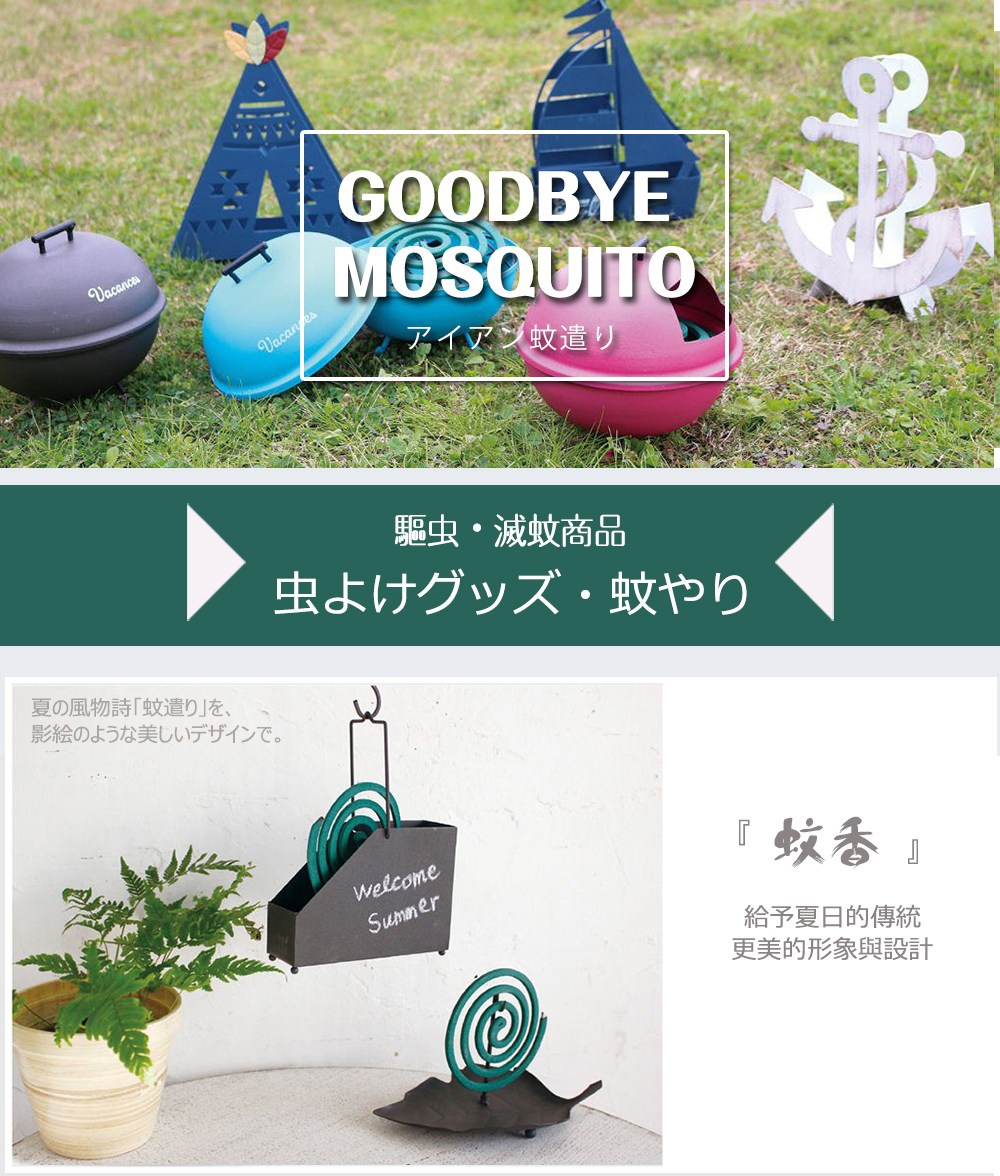 GOODBYE
MOSQUITO
アイアン蚊遣り
Vacances
Vacances
驅虫・滅蚊商品
虫よけグッズ・蚊やり
夏の風物詩「蚊遣り」を、
影絵のような美しいデザインで。
Welcome
Summer
『 蚊香 』
給予夏日的傳統
更美的形象與設計